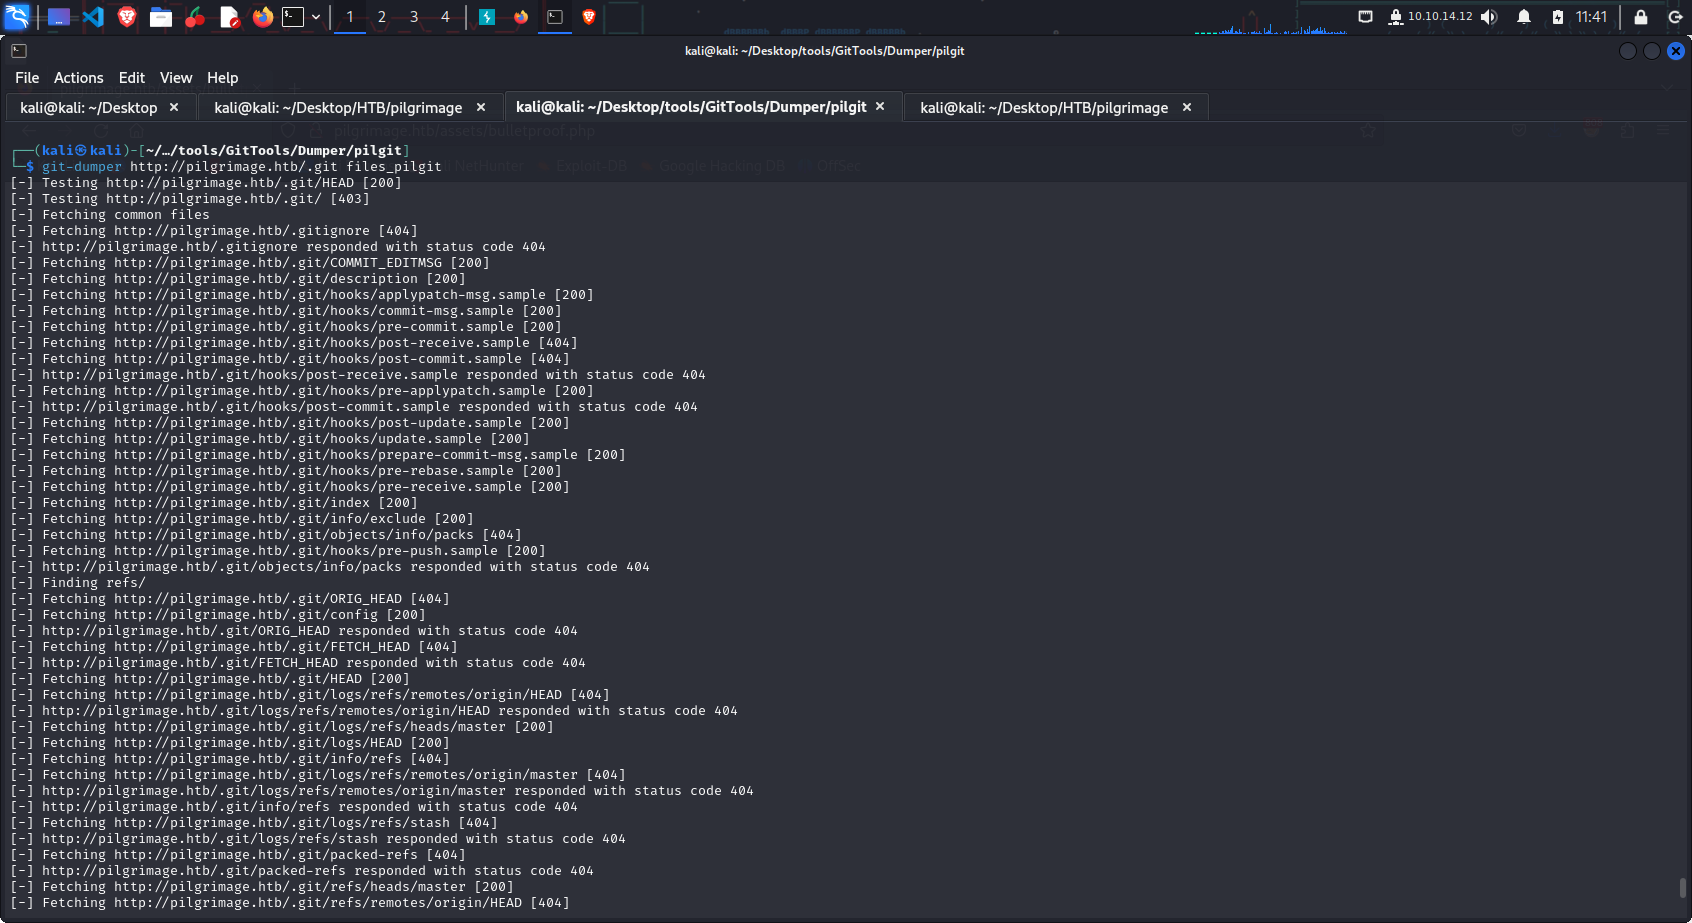 1 2 3 4 10.10.14.12 11:41
kali@kali: ~/Desktop/tools/GitTools/Dumper/pilgit
File Actions Edit View Help
kali@kali: ~/Desktop × kali@kali: ~/Desktop/HTB/pilgrimage × kali@kali: ~/Desktop/tools/GitTools/Dumper/pilgit × kali@kali: ~/Desktop/HTB/pilgrimage ×
pilgrimage.htb/assets/bulletproof.php
┌──(kali㉿kali)-[~/…/tools/GitTools/Dumper/pilgit]
└─$ git-dumper http://pilgrimage.htb/.git files_pilgit
NetHunter Exploit-DB Google Hacking DB OffSec
[-] Testing http://pilgrimage.htb/.git/HEAD [200]
[-] Testing http://pilgrimage.htb/.git/ [403]
[-] Fetching common files
[-] Fetching http://pilgrimage.htb/.gitignore [404]
[-] http://pilgrimage.htb/.gitignore responded with status code 404
[-] Fetching http://pilgrimage.htb/.git/COMMIT_EDITMSG [200]
[-] Fetching http://pilgrimage.htb/.git/description [200]
[-] Fetching http://pilgrimage.htb/.git/hooks/applypatch-msg.sample [200]
[-] Fetching http://pilgrimage.htb/.git/hooks/commit-msg.sample [200]
[-] Fetching http://pilgrimage.htb/.git/hooks/pre-commit.sample [200]
[-] Fetching http://pilgrimage.htb/.git/hooks/post-receive.sample [404]
[-] Fetching http://pilgrimage.htb/.git/hooks/post-commit.sample [404]
[-] http://pilgrimage.htb/.git/hooks/post-receive.sample responded with status code 404
[-] Fetching http://pilgrimage.htb/.git/hooks/pre-applypatch.sample [200]
[-] http://pilgrimage.htb/.git/hooks/post-commit.sample responded with status code 404
[-] Fetching http://pilgrimage.htb/.git/hooks/post-update.sample [200]
[-] Fetching http://pilgrimage.htb/.git/hooks/update.sample [200]
[-] Fetching http://pilgrimage.htb/.git/hooks/prepare-commit-msg.sample [200]
[-] Fetching http://pilgrimage.htb/.git/hooks/pre-rebase.sample [200]
[-] Fetching http://pilgrimage.htb/.git/hooks/pre-receive.sample [200]
[-] Fetching http://pilgrimage.htb/.git/index [200]
[-] Fetching http://pilgrimage.htb/.git/info/exclude [200]
[-] Fetching http://pilgrimage.htb/.git/objects/info/packs [404]
[-] Fetching http://pilgrimage.htb/.git/hooks/pre-push.sample [200]
[-] http://pilgrimage.htb/.git/objects/info/packs responded with status code 404
[-] Finding refs/
[-] Fetching http://pilgrimage.htb/.git/ORIG_HEAD [404]
[-] Fetching http://pilgrimage.htb/.git/config [200]
[-] http://pilgrimage.htb/.git/ORIG_HEAD responded with status code 404
[-] Fetching http://pilgrimage.htb/.git/FETCH_HEAD [404]
[-] http://pilgrimage.htb/.git/FETCH_HEAD responded with status code 404
[-] Fetching http://pilgrimage.htb/.git/HEAD [200]
[-] Fetching http://pilgrimage.htb/.git/logs/refs/remotes/origin/HEAD [404]
[-] http://pilgrimage.htb/.git/logs/refs/remotes/origin/HEAD responded with status code 404
[-] Fetching http://pilgrimage.htb/.git/logs/refs/heads/master [200]
[-] Fetching http://pilgrimage.htb/.git/logs/HEAD [200]
[-] Fetching http://pilgrimage.htb/.git/info/refs [404]
[-] Fetching http://pilgrimage.htb/.git/logs/refs/remotes/origin/master [404]
[-] http://pilgrimage.htb/.git/logs/refs/remotes/origin/master responded with status code 404
[-] http://pilgrimage.htb/.git/info/refs responded with status code 404
[-] Fetching http://pilgrimage.htb/.git/logs/refs/stash [404]
[-] http://pilgrimage.htb/.git/logs/refs/stash responded with status code 404
[-] Fetching http://pilgrimage.htb/.git/packed-refs [404]
[-] http://pilgrimage.htb/.git/packed-refs responded with status code 404
[-] Fetching http://pilgrimage.htb/.git/refs/heads/master [200]
[-] Fetching http://pilgrimage.htb/.git/refs/remotes/origin/HEAD [404]